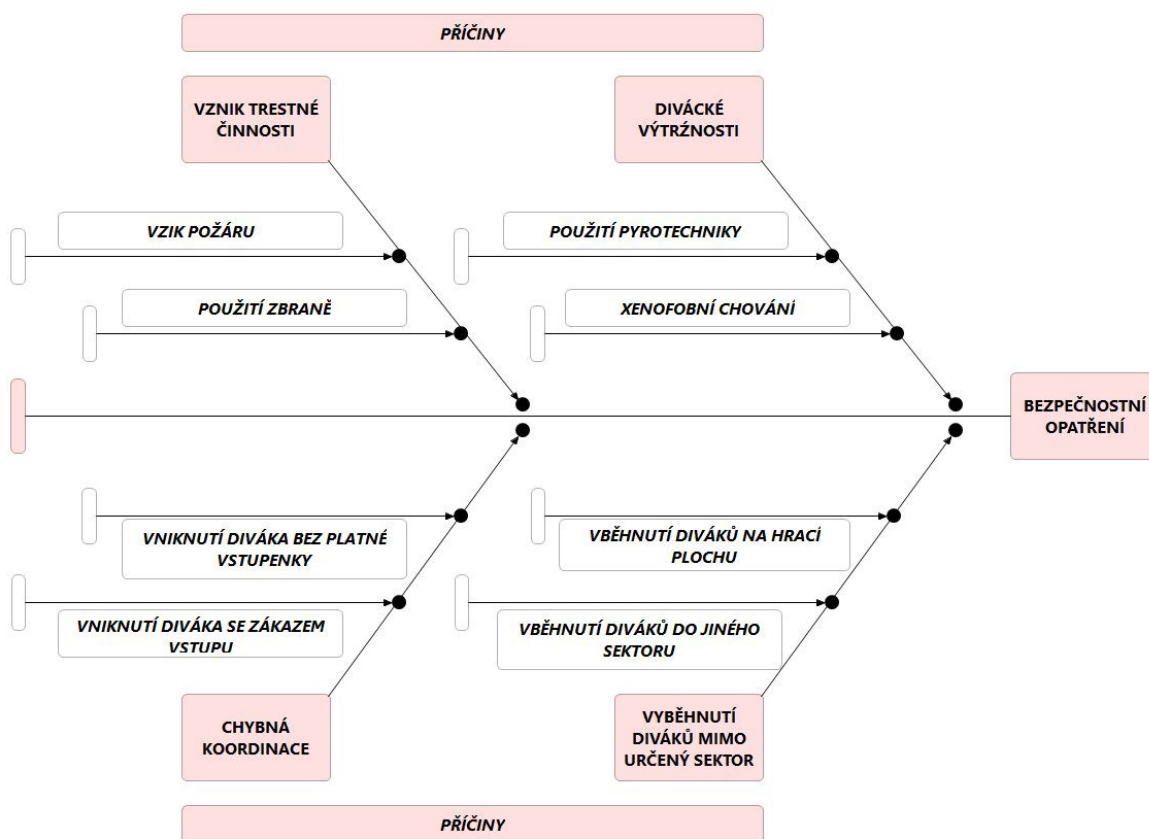 PŘÍČINY
VZNIK TRESTNÉ
ČINNOSTI
DIVÁCKÉ
VÝTRŹNOSTI
VZIK POŽÁRU
POUŽITÍ PYROTECHNIKY
POUŽITÍ ZBRANĚ
XENOFOBNÍ CHOVÁNÍ
BEZPEČNOSTNÍ
OPATŘENÍ
VNIKNUTÍ DIVÁKA BEZ PLATNÉ
VSTUPENKY
VBĚHNUTÍ DIVÁKŮ NA HRACÍ
PLOCHU
VNIKNUTÍ DIVÁKA SE ZÁKAZEM
VSTUPU
VBĚHNUTÍ DIVÁKŮ DO JINÉHO
SEKTORU
CHYBNÁ
KOORDINACE
VYBĚHNUTÍ
DIVÁKŮ MIMO
URČENÝ SEKTOR
PŘÍČINY